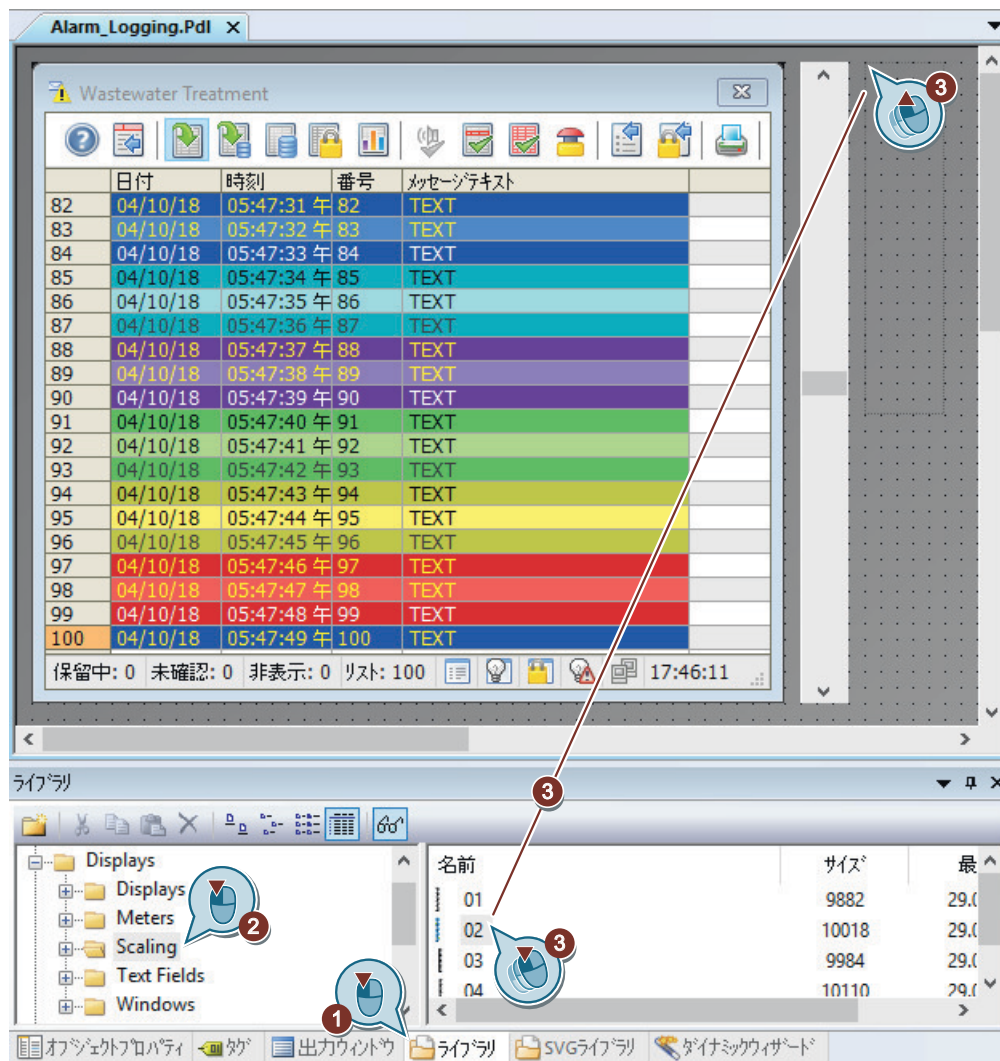 Alarm_Logging.Pdl X
3
Wastewater Treatment
日付 時刻 番号 メッセージテキスト
82 04/10/18 05:47:31 午 82 TEXT
83 04/10/18 05:47:32 午 83 TEXT
84 04/10/18 05:47:33 午 84 TEXT
85 04/10/18 05:47:34 午 85 TEXT
86 04/10/18 05:47:35 午 86 TEXT
87 04/10/18 05:47:36 午 87 TEXT
88 04/10/18 05:47:37 午 88 TEXT
89 04/10/18 05:47:38 午 89 TEXT
90 04/10/18 05:47:39 午 90 TEXT
91 04/10/18 05:47:40 午 91 TEXT
92 04/10/18 05:47:41 午 92 TEXT
93 04/10/18 05:47:42 午 93 TEXT
94 04/10/18 05:47:43 午 94 TEXT
95 04/10/18 05:47:44 午 95 TEXT
96 04/10/18 05:47:45 午 96 TEXT
97 04/10/18 05:47:46 午 97 TEXT
98 04/10/18 05:47:47 午 98 TEXT
99 04/10/18 05:47:48 午 99 TEXT
100 04/10/18 05:47:49 午 100 TEXT
保留中: 0 未確認: 0 非表示: 0 リスト: 100 17:46:11
3
ライブラリ
Displays
Displays
Meters
2
Scaling
Text Fields
Windows
1
名前 サイズ 最
01 9882 29.0
02 10018 29.0
3
03 9984 29.0
04 10110 29.0
オブジェクトプロパティ タグ 出力ウィンドウ ライブラリ SVGライブラリ ダイナミックウィザード